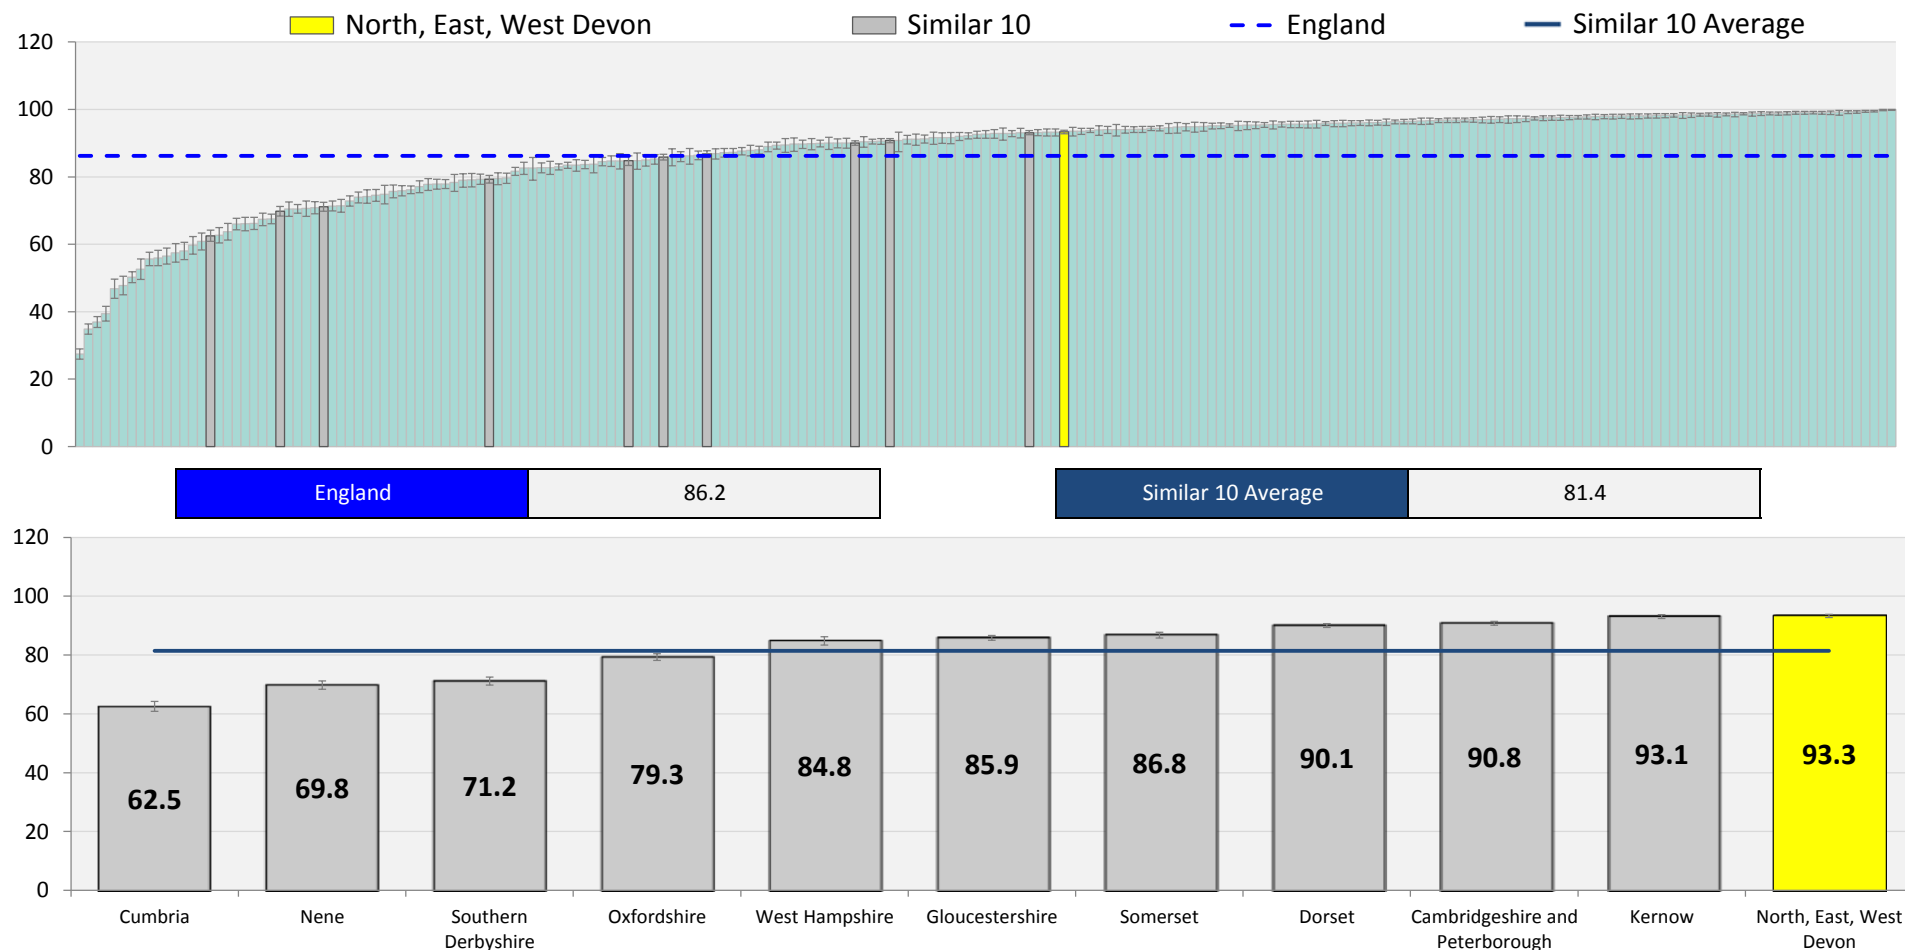 North, East, West Devon Similar 10 England Similar 10 Average
120
100
80
60
40
20
0
England 86.2 Similar 10 Average 81.4
120
100
80
60
40
20
0
62.5 69.8 71.2 79.3 84.8 85.9 86.8 90.1 90.8 93.1 93.3
Cumbria Nene Southern Oxfordshire West Hampshire Gloucestershire Somerset Dorset Cambridgeshire and Kernow North, East, West
Derbyshire Peterborough Devon